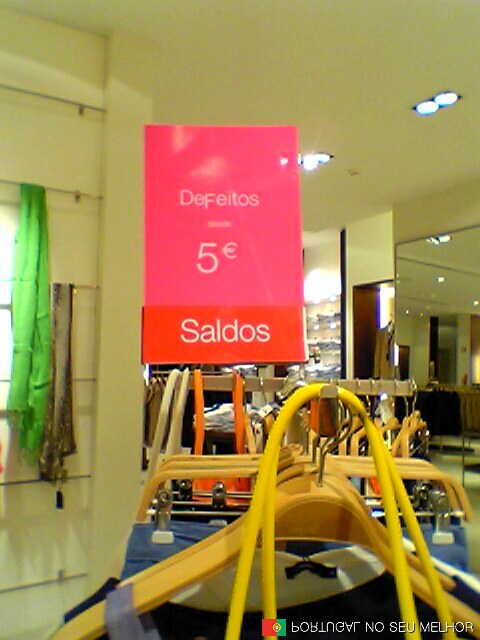 DeFeitos
desde
5€
Saldos
PORTUGAL NO SEU MELHOR